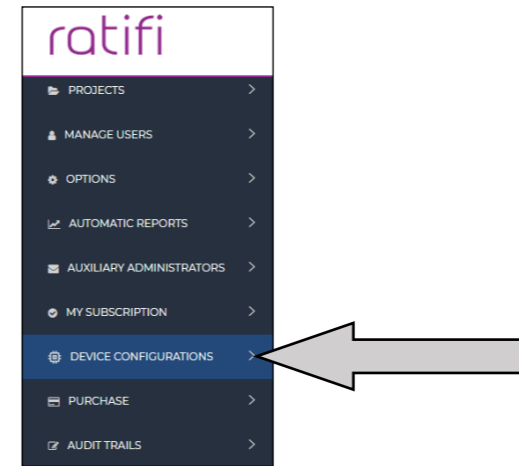 ratifi
PROJECTS
MANAGE USERS
OPTIONS
AUTOMATIC REPORTS
AUXILIARY ADMINISTRATORS
MY SUBSCRIPTION
DEVICE CONFIGURATIONS
PURCHASE
AUDIT TRAILS